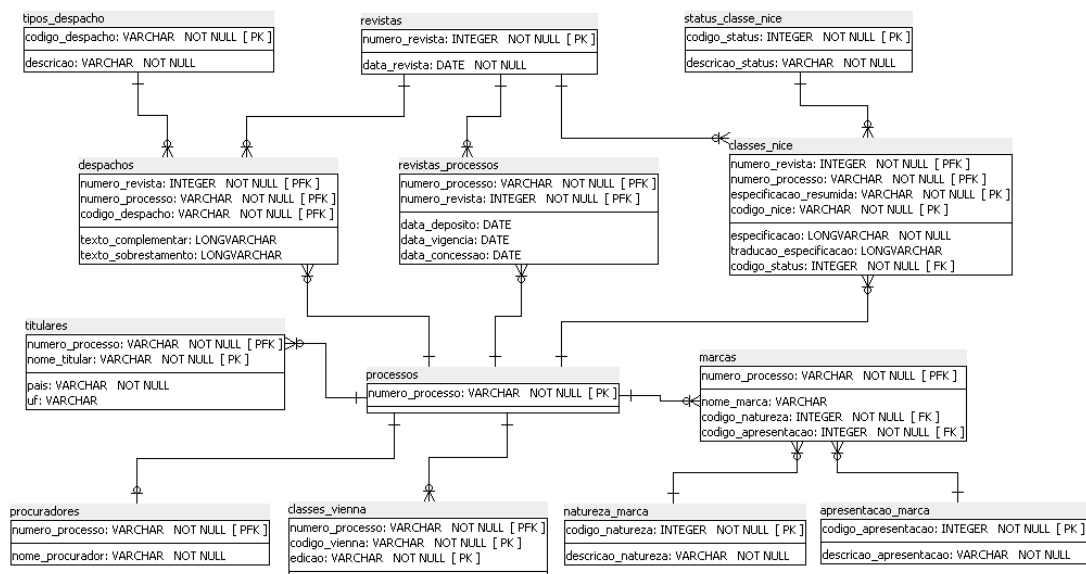 tipos_despacho
codigo_despacho: VARCHAR NOT NULL [ PK ]
descricao: VARCHAR NOT NULL
revistas
numero_revista: INTEGER NOT NULL [ PK ]
data_revista: DATE NOT NULL
status_classe_nice
codigo_status: INTEGER NOT NULL [ PK ]
descricao_status: VARCHAR NOT NULL
despachos
numero_revista: INTEGER NOT NULL [ PFK ]
numero_processo: VARCHAR NOT NULL [ PFK ]
codigo_despacho: VARCHAR NOT NULL [ PFK ]
texto_complementar: LONGVARCHAR
texto_sobrestamento: LONGVARCHAR
revistas_processos
numero_processo: VARCHAR NOT NULL [ PFK ]
numero_revista: INTEGER NOT NULL [ PFK ]
data_deposito: DATE
data_vigencia: DATE
data_concessao: DATE
classes_nice
numero_revista: INTEGER NOT NULL [ PFK ]
numero_processo: VARCHAR NOT NULL [ PFK ]
especificacao_resumida: VARCHAR NOT NULL [ PK ]
codigo_nice: VARCHAR NOT NULL [ PK ]
especificacao: LONGVARCHAR NOT NULL
traducao_especificacao: LONGVARCHAR
codigo_status: INTEGER NOT NULL [ FK ]
titulares
numero_processo: VARCHAR NOT NULL [ PFK ]
nome_titular: VARCHAR NOT NULL [ PK ]
pais: VARCHAR NOT NULL
uf: VARCHAR
processos
numero_processo: VARCHAR NOT NULL [ PK ]
marcas
numero_processo: VARCHAR NOT NULL [ PFK ]
nome_marca: VARCHAR
codigo_natureza: INTEGER NOT NULL [ FK ]
codigo_apresentacao: INTEGER NOT NULL [ FK ]
procuradores
numero_processo: VARCHAR NOT NULL [ PFK ]
nome_procurador: VARCHAR NOT NULL
classes_vienna
numero_processo: VARCHAR NOT NULL [ PFK ]
codigo_vienna: VARCHAR NOT NULL [ PK ]
edicao: VARCHAR NOT NULL [ PK ]
natureza_marca
codigo_natureza: INTEGER NOT NULL [ PK ]
descricao_natureza: VARCHAR NOT NULL
apresentacao_marca
codigo_apresentacao: INTEGER NOT NULL [ PK ]
descricao_apresentacao: VARCHAR NOT NULL